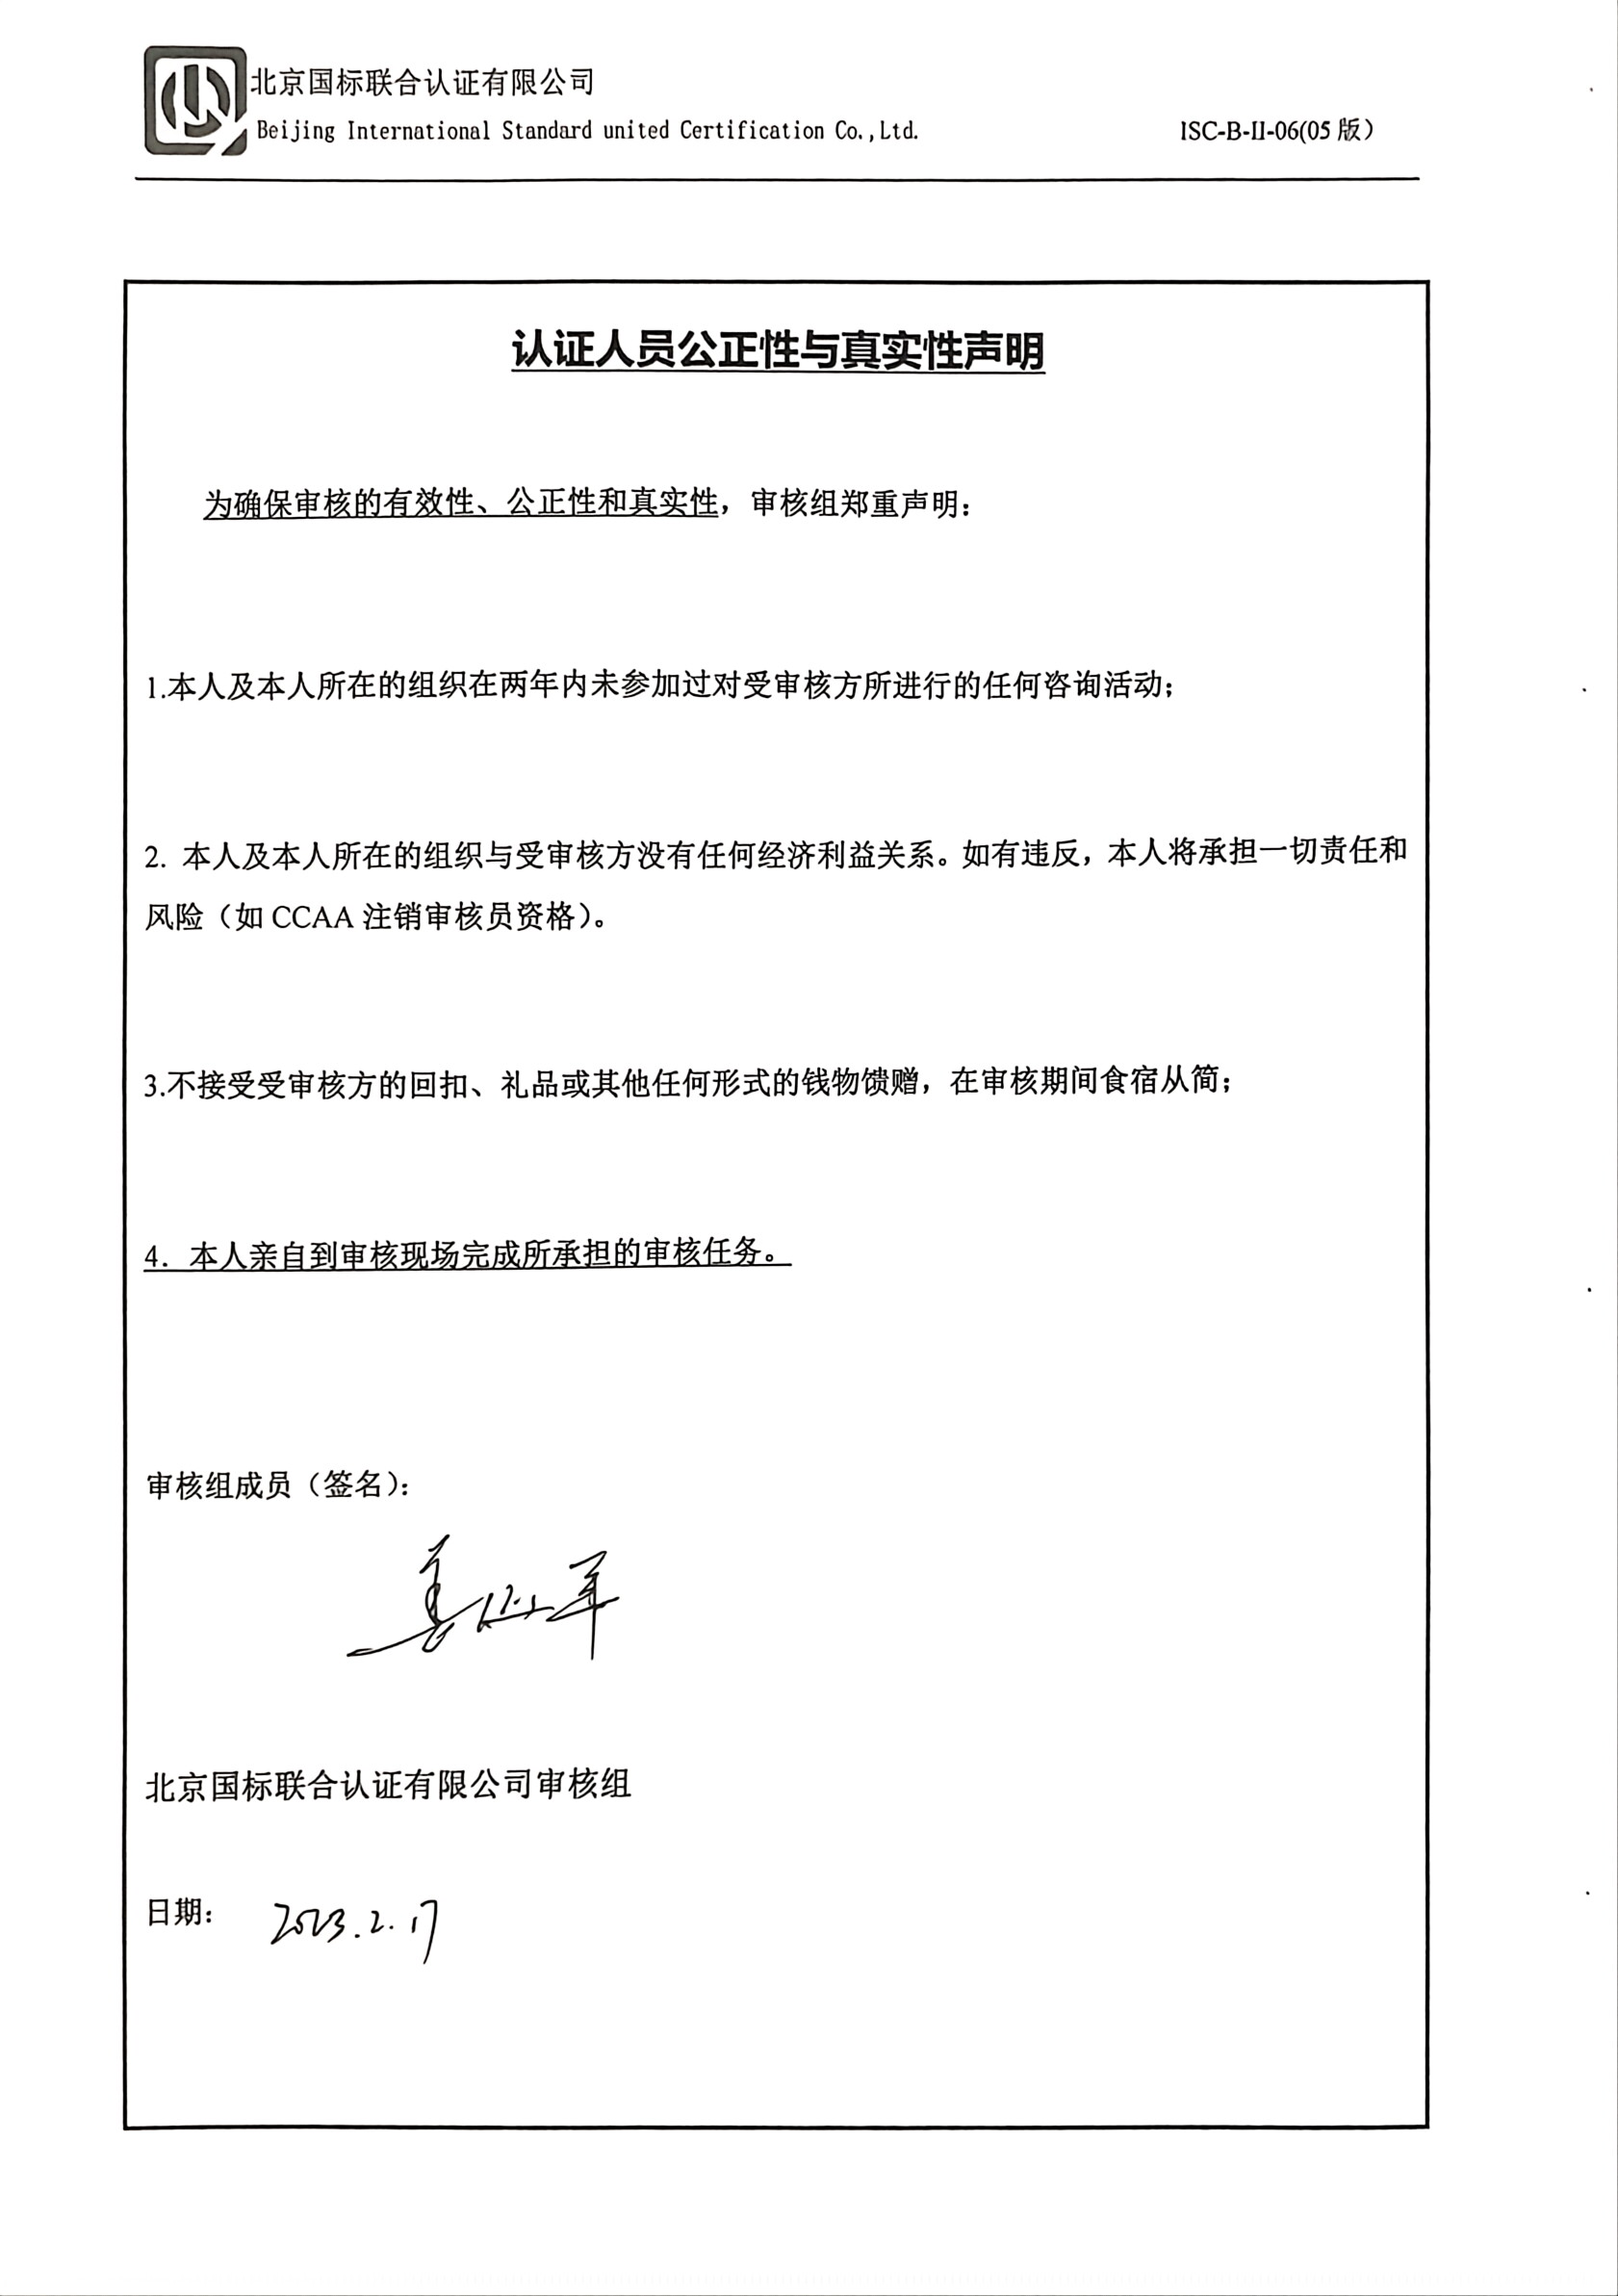 北京国标联合认证有限公司
Beijing International Standard united Certification Co.,Ltd.
ISC-B-II-06(05 版)
认证人员公正性与真实性声明
为确保审核的有效性、公正性和真实性，审核组郑重声明：
1.本人及本人所在的组织在两年内未参加过对受审核方所进行的任何咨询活动；
2. 本人及本人所在的组织与受审核方没有任何经济利益关系。如有违反，本人将承担一切责任和
风险（如 CCAA 注销审核员资格）。
3.不接受受审核方的回扣、礼品或其他任何形式的钱物馈赠，在审核期间食宿从简；
4. 本人亲自到审核现场完成所承担的审核任务。
审核组成员（签名）：
北京国标联合认证有限公司审核组
日期： 2023.2.17